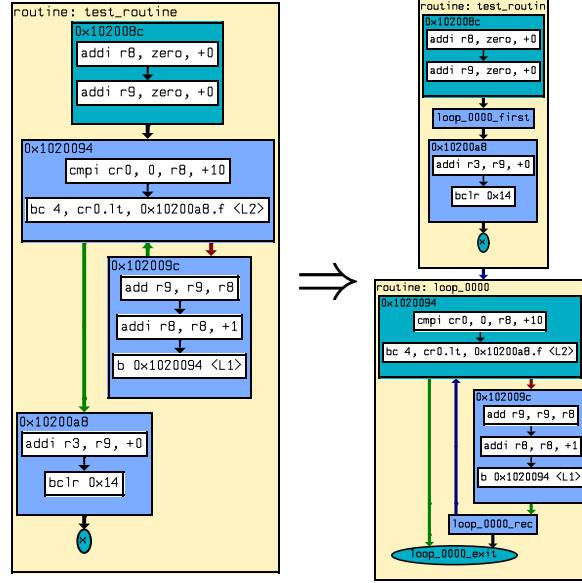 routine: test_routine
0x102008c
addi r8, zero, +0
addi r9, zero, +0
0x1020094
cmpi cr0, 0, r8, +10
bc 4, cr0.lt, 0x10200a8.f <L2>
0x102009c
add r9, r9, r8
addi r8, r8, +1
b 0x1020094 <L1>
0x10200a8
addi r3, r9, +0
bclr 0x14
x
routine: test_routin
0x102008c
addi r8, zero, +0
addi r9, zero, +0
loop_0000_first
0x10200a8
addi r3, r9, +0
bclr 0x14
x
routine: loop_0000
0x1020094
cmpi cr0, 0, r8, +10
bc 4, cr0.lt, 0x10200a8.f <L2>
0x102009c
add r9, r9, r8
addi r8, r8, +1
b 0x1020094 <L1>
loop_0000_rec
loop_0000_exit